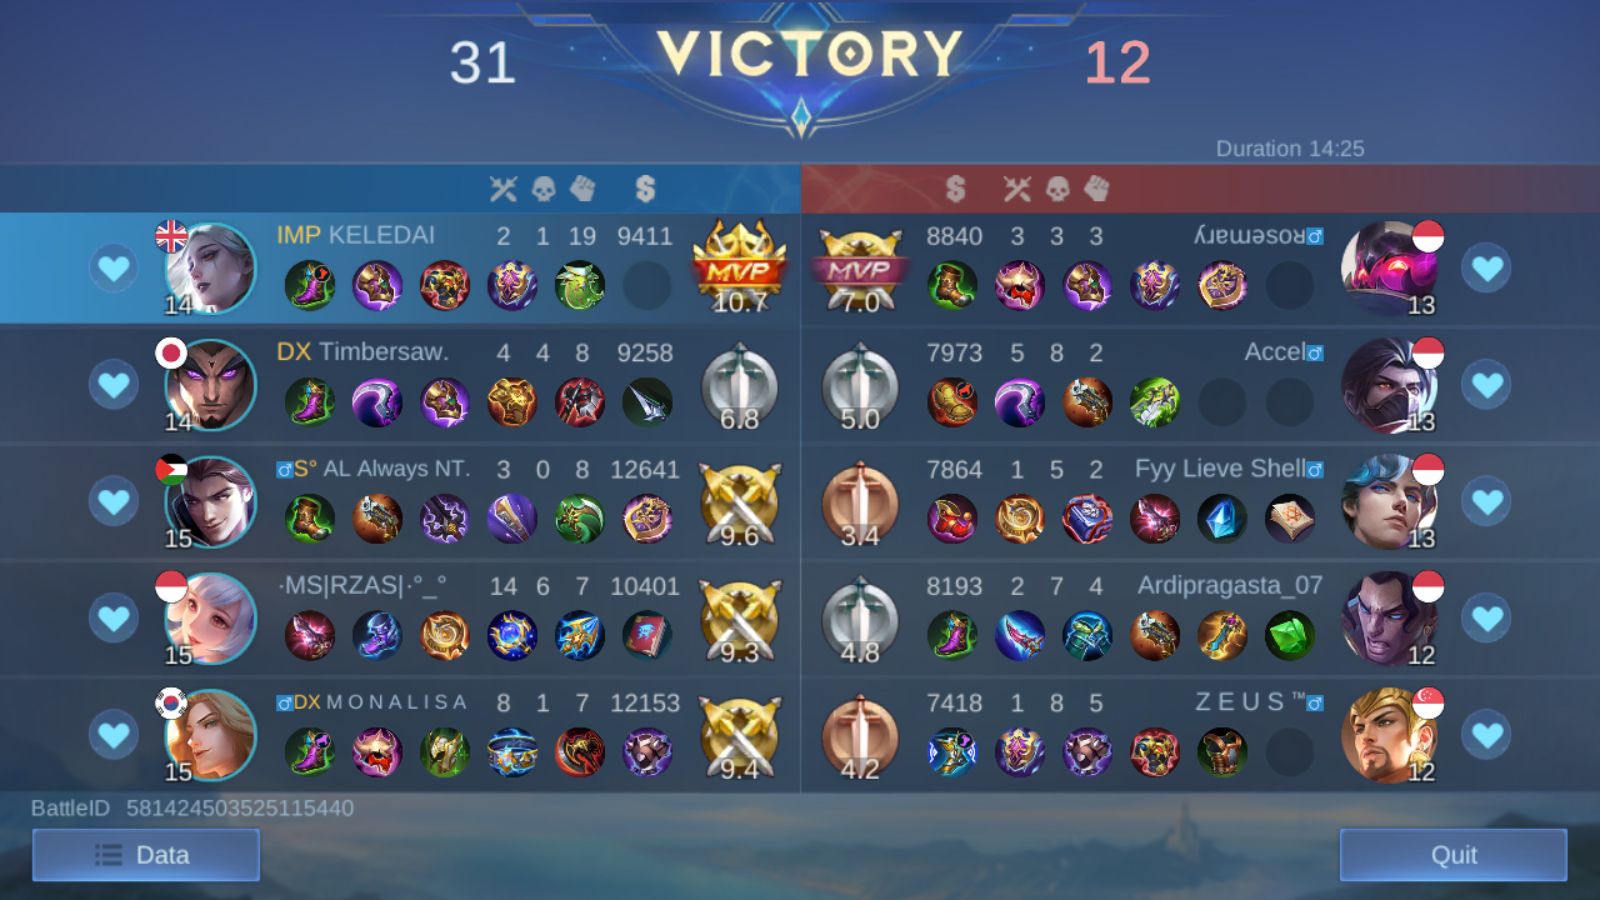 31 VICTORY 12
Duration 14:25
IMP KELEDAI 2 1 19 9411 MVP 10.7 14
MVP 7.0 8840 3 3 3 ʎɹɐɯǝsoɹ 13
DX Timbersaw. 4 4 8 9258 6.8 14
5.0 7973 5 8 2 Accel 13
S° AL Always NT. 3 0 8 12641 9.6 15
3.4 7864 1 5 2 Fyy Lieve Shell 13
·MS|RZAS|·°_° 14 6 7 10401 9.3 15
4.8 8193 2 7 4 Ardipragasta_07 12
DX M O N A L I S A 8 1 7 12153 9.4 15
4.2 7418 1 8 5 Z E U S ™ 12
BattleID 581424503525115440
Data
Quit